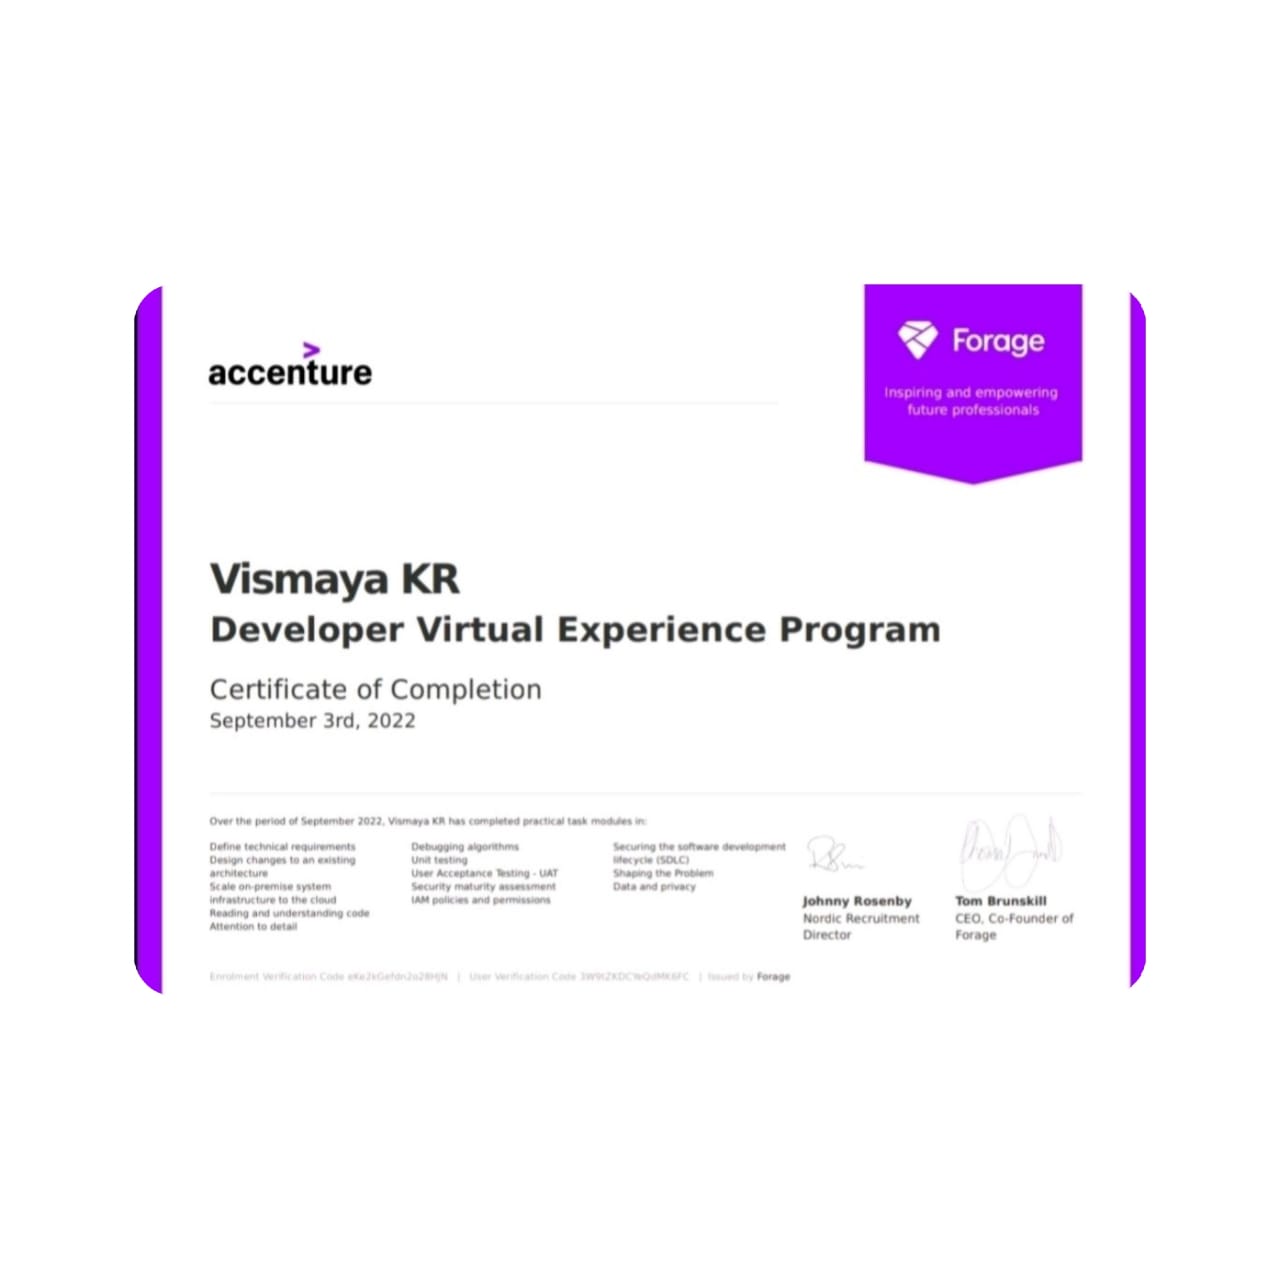 accenture
Forage
Inspiring and empowering
future professionals
Vismaya KR
Developer Virtual Experience Program
Certificate of Completion
September 3rd, 2022
Over the period of September 2022, Vismaya KR has completed practical task modules in:
Define technical requirements
Design changes to an existing
architecture
Scale on-premise system
infrastructure to the cloud
Reading and understanding code
Attention to detail
Debugging algorithms
Unit testing
User Acceptance Testing - UAT
Security maturity assessment
IAM policies and permissions
Securing the software development
lifecycle (SDLC)
Shaping the Problem
Data and privacy
Johnny Rosenby
Nordic Recruitment
Director
Tom Brunskill
CEO, Co-Founder of
Forage
Enrolment Verification Code | User Verification Code | Issued by Forage